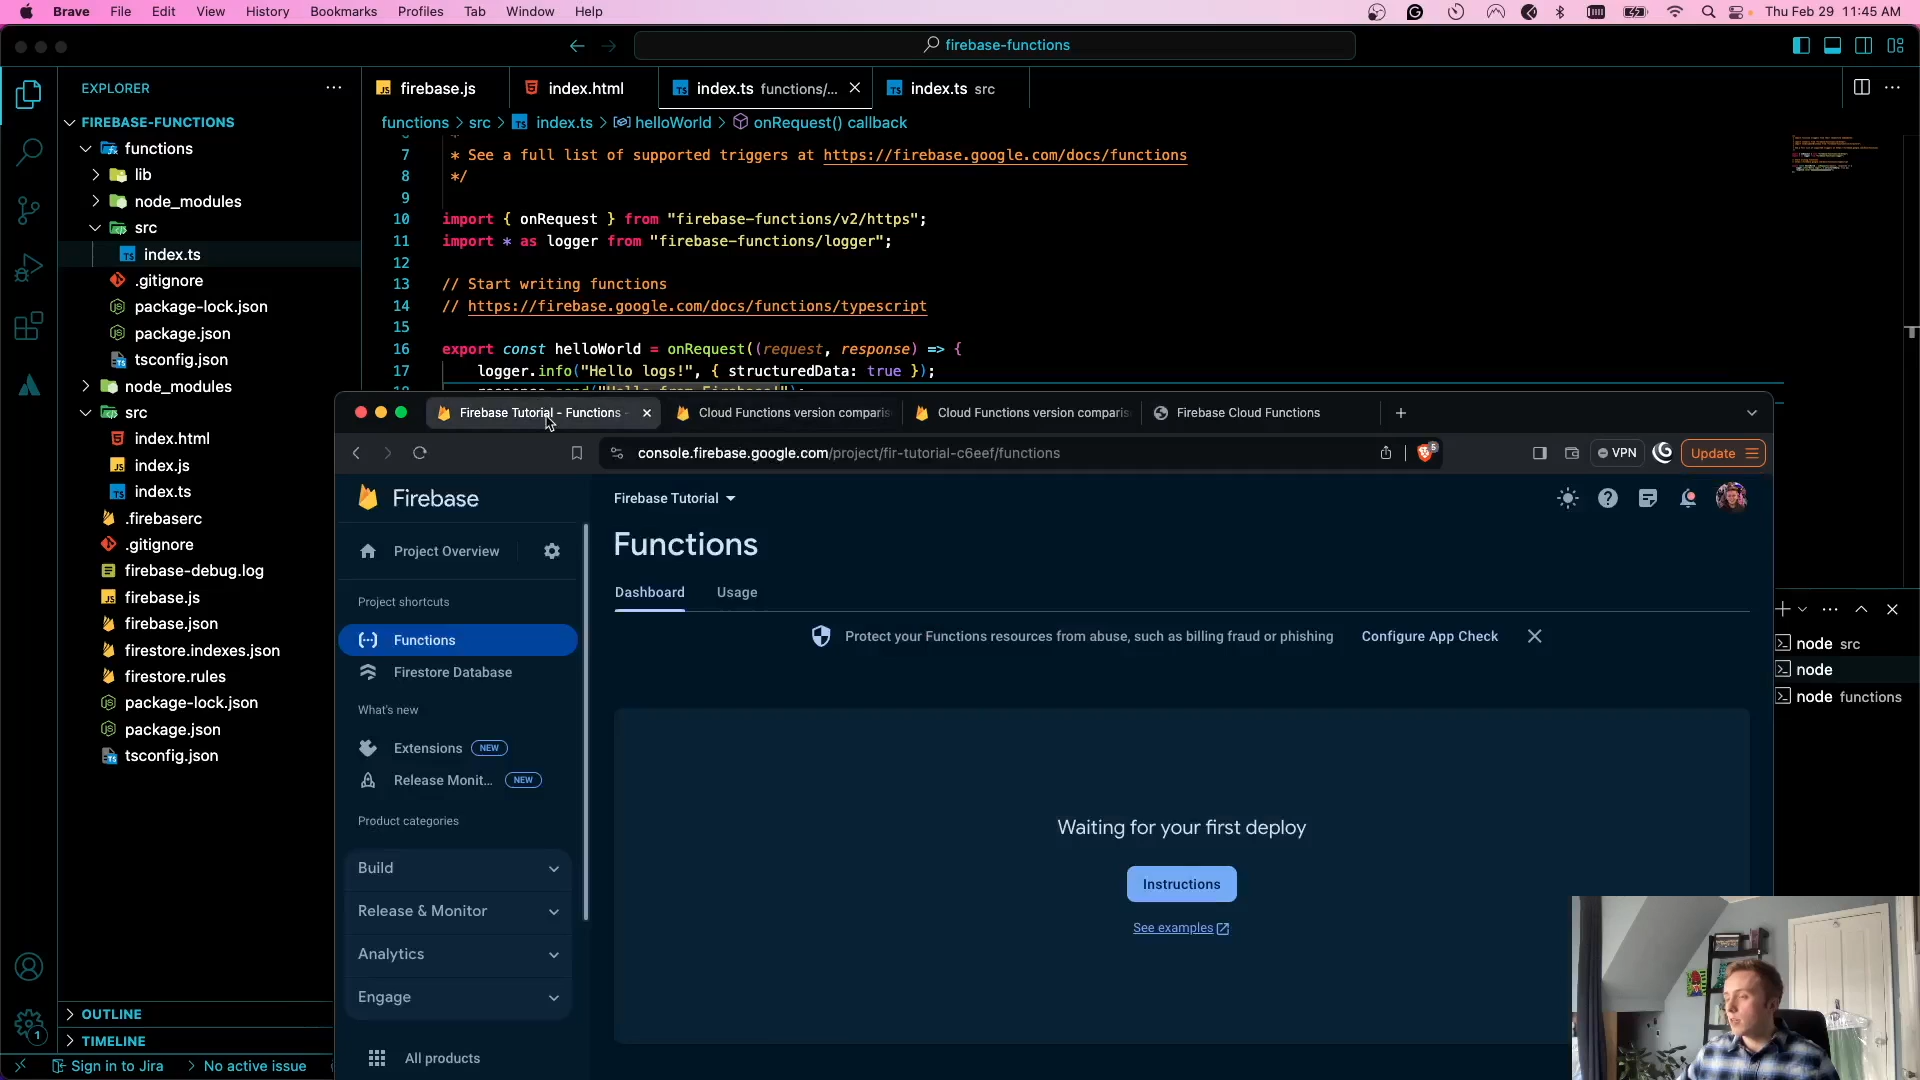 Brave File Edit View History Bookmarks Profiles Tab Window Help Thu Feb 29 11:45 AM
firebase-functions
EXPLORER
firebase.js index.html index.ts functions/... index.ts src
FIREBASE-FUNCTIONS
functions > src > index.ts > helloWorld > onRequest() callback
functions
lib
node_modules
src
index.ts
.gitignore
package-lock.json
package.json
tsconfig.json
node_modules
src
index.html
index.js
index.ts
.firebaserc
.gitignore
firebase-debug.log
firebase.js
firebase.json
firestore.indexes.json
firestore.rules
package-lock.json
package.json
tsconfig.json
OUTLINE
TIMELINE
Sign in to Jira No active issue
1
7 * See a full list of supported triggers at https://firebase.google.com/docs/functions
8 */
9
10 import { onRequest } from "firebase-functions/v2/https";
11 import * as logger from "firebase-functions/logger";
12
13 // Start writing functions
14 // https://firebase.google.com/docs/functions/typescript
15
16 export const helloWorld = onRequest((request, response) => {
17 logger.info("Hello logs!", { structuredData: true });
Firebase Tutorial - Functions - Cloud Functions version comparis Cloud Functions version comparis Firebase Cloud Functions
console.firebase.google.com/project/fir-tutorial-c6eef/functions 5 VPN Update
Firebase Firebase Tutorial
Functions
Project Overview
Dashboard Usage
Project shortcuts
Protect your Functions resources from abuse, such as billing fraud or phishing Configure App Check
Functions
Firestore Database
What's new
Extensions NEW
Release Monit... NEW
Product categories
Build
Release & Monitor
Analytics
Engage
All products
Waiting for your first deploy
Instructions
See examples
node src
node
node functions